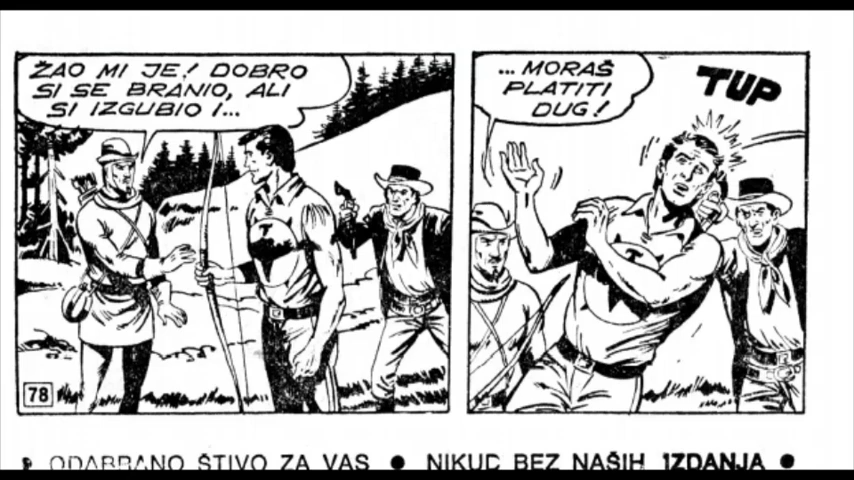 ŽAO MI JE! DOBRO
SI SE BRANIO, ALI
SI IZGUBIO I...
... MORAŠ
PLATITI
DUG!
TUP
78
● ODABRANO ŠTIVO ZA VAS ● NIKUD BEZ NAŠIH IZDANJA ●